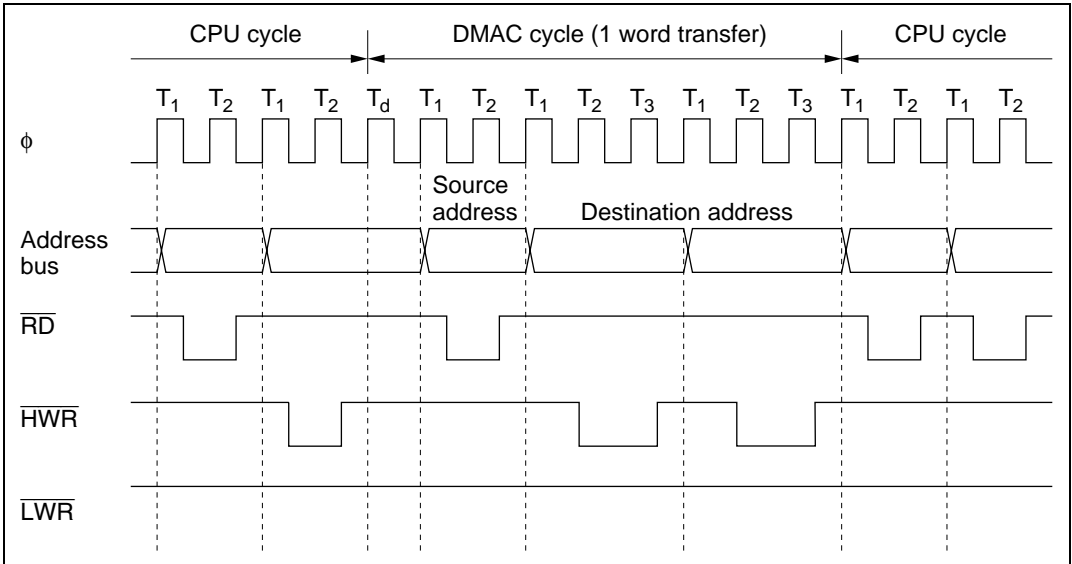 CPU cycle DMAC cycle (1 word transfer) CPU cycle
T1 T2 T1 T2 Td T1 T2 T1 T2 T3 T1 T2 T3 T1 T2 T1 T2
φ
Source
address Destination address
Address
bus
RD
HWR
LWR